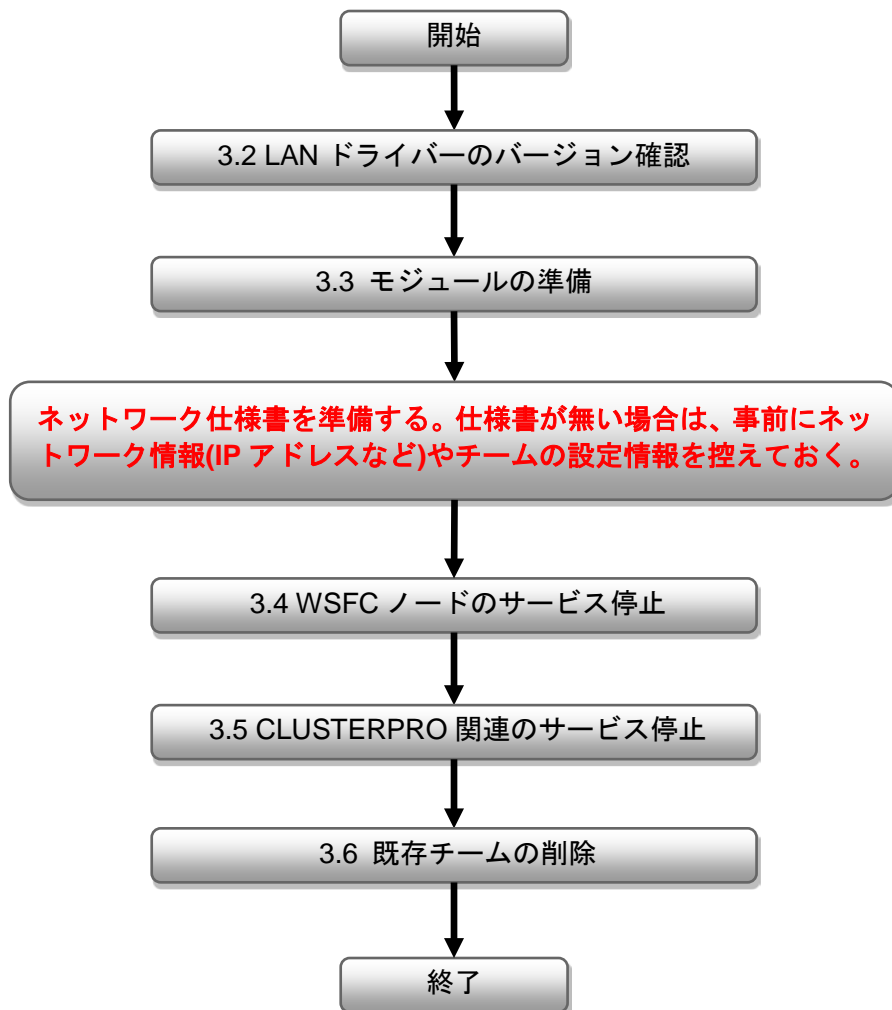 開始
3.2 LAN ドライバーのバージョン確認
3.3 モジュールの準備
ネットワーク仕様書を準備する。仕様書が無い場合は、事前にネッ
トワーク情報(IP アドレスなど)やチームの設定情報を控えておく。
3.4 WSFC ノードのサービス停止
3.5 CLUSTERPRO 関連のサービス停止
3.6 既存チームの削除
終了